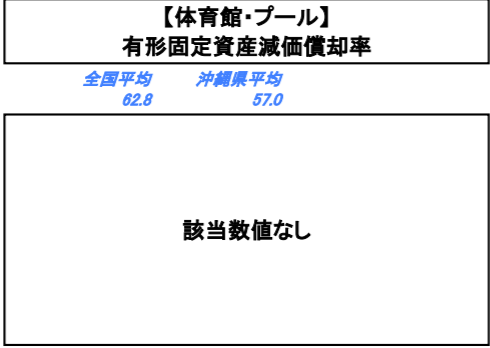 【体育館・プール】
有形固定資産減価償却率
全国平均 沖縄県平均
62.8 57.0
該当数値なし